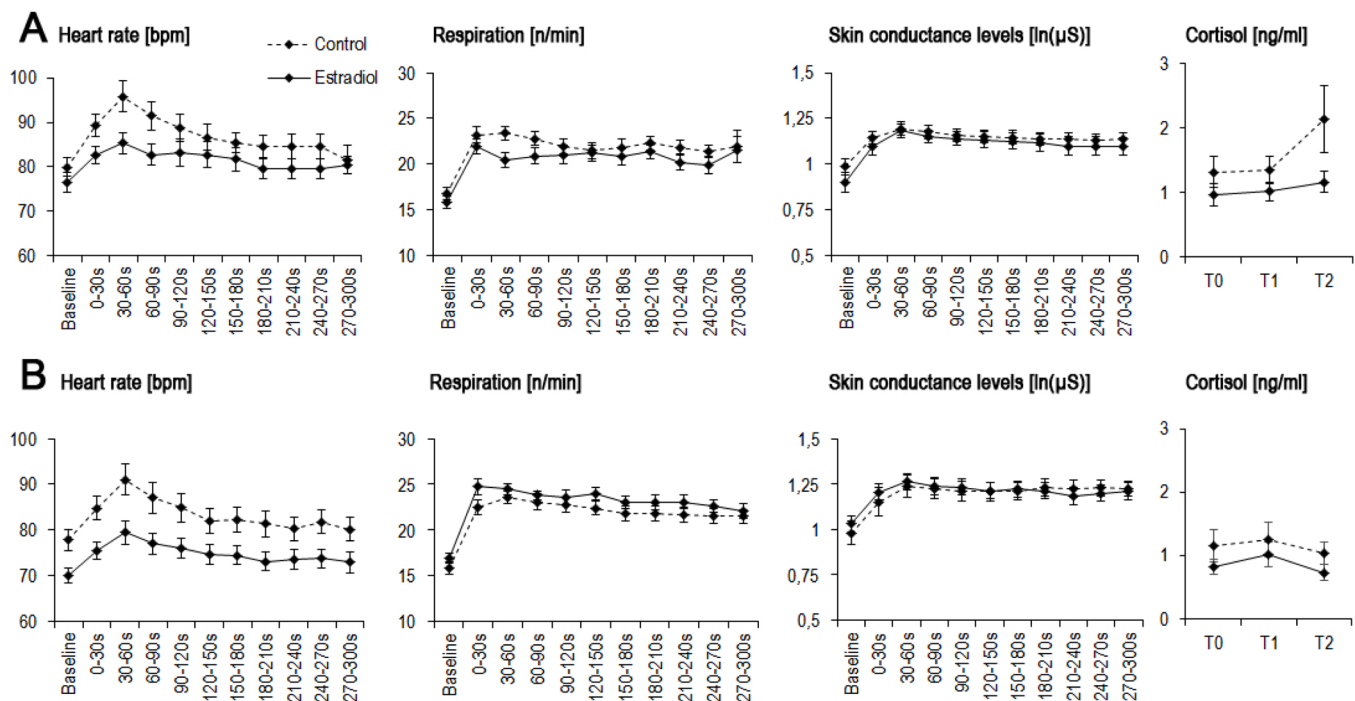 A
Heart rate [bpm]
Control
Estradiol
100
90
80
70
60
Baseline
0-30s
30-60s
60-90s
90-120s
120-150s
150-180s
180-210s
210-240s
240-270s
270-300s
Respiration [n/min]
30
25
20
15
10
Baseline
0-30s
30-60s
60-90s
90-120s
120-150s
150-180s
180-210s
210-240s
240-270s
270-300s
Skin conductance levels [ln(µS)]
1,5
1,25
1
0,75
0,5
Baseline
0-30s
30-60s
60-90s
90-120s
120-150s
150-180s
180-210s
210-240s
240-270s
270-300s
Cortisol [ng/ml]
3
2
1
0
T0 T1 T2
B
Heart rate [bpm]
100
90
80
70
60
Baseline
0-30s
30-60s
60-90s
90-120s
120-150s
150-180s
180-210s
210-240s
240-270s
270-300s
Respiration [n/min]
30
25
20
15
10
Baseline
0-30s
30-60s
60-90s
90-120s
120-150s
150-180s
180-210s
210-240s
240-270s
270-300s
Skin conductance levels [ln(µS)]
1,5
1,25
1
0,75
0,5
Baseline
0-30s
30-60s
60-90s
90-120s
120-150s
150-180s
180-210s
210-240s
240-270s
270-300s
Cortisol [ng/ml]
3
2
1
0
T0 T1 T2